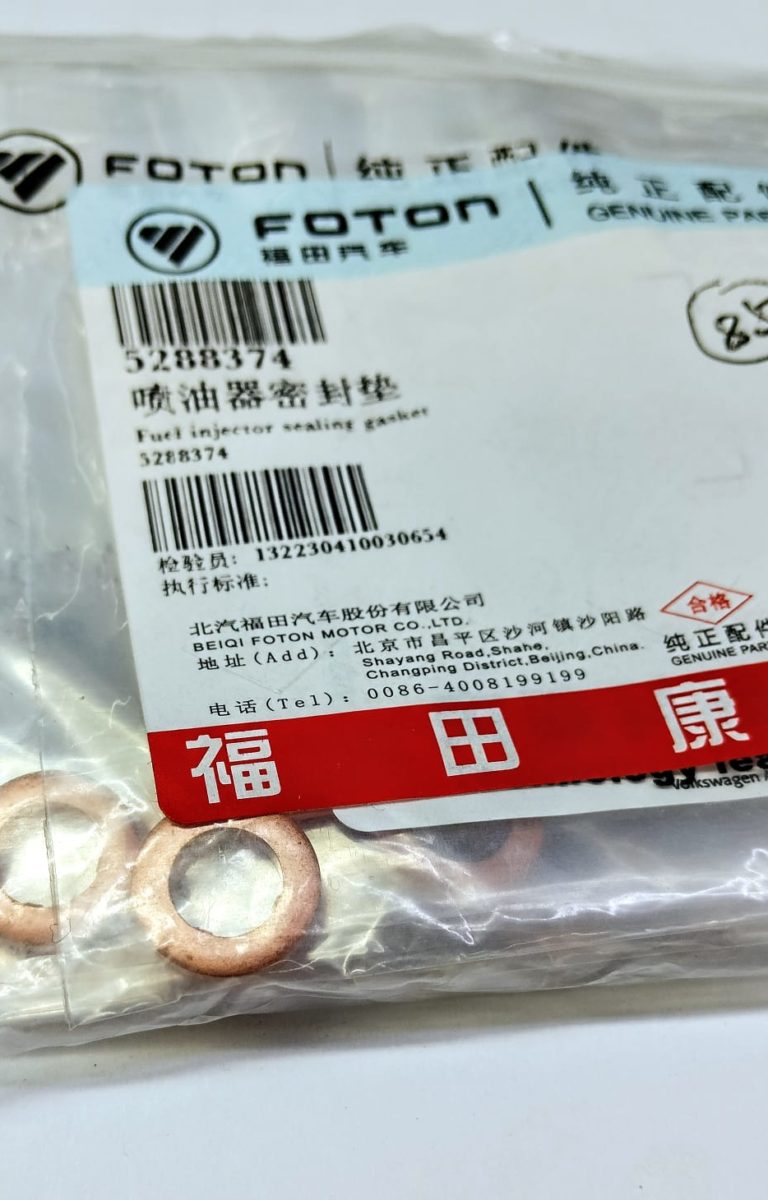 FOTON 纯正配件
FOTON 纯正配件
福田汽车 GENUINE PAR
85
5288374
喷油器密封垫
Fuel injector sealing gasket
5288374
检验员: 132230410030654
执行标准:
北汽福田汽车股份有限公司
BEIQI FOTON MOTOR CO.,LTD.
地址(Add): 北京市昌平区沙河镇沙阳路
Shayang Road,Shahe,
Changping District,Beijing,China.
电话(Tel): 0086-4008199199
合格
纯正配件
GENUINE PAR
福田康
Volkswagen